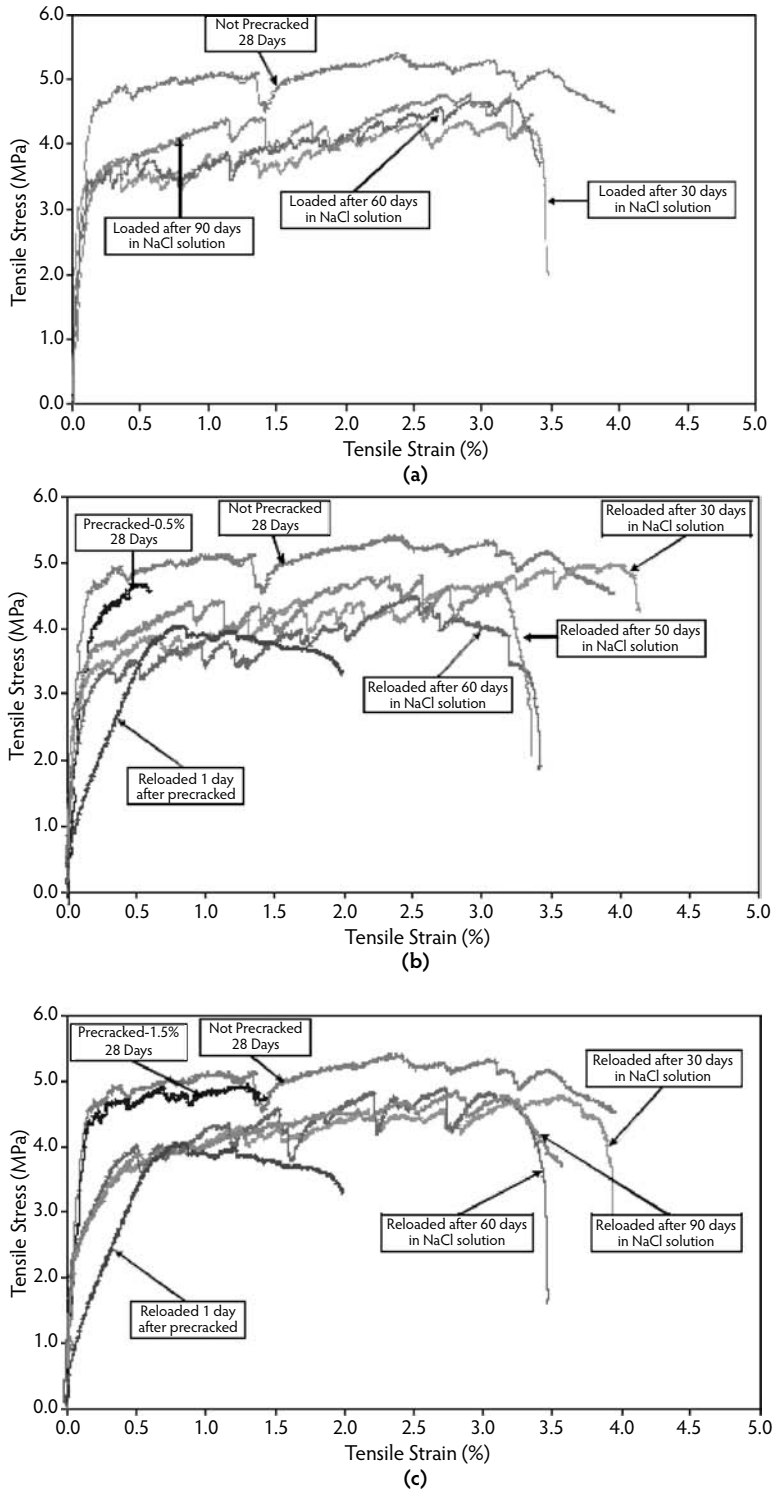 6.0
Not Precracked
28 Days
5.0
4.0
3.0
2.0
1.0
0.0
Tensile Stress (MPa)
Loaded after 90 days
in NaCl solution
Loaded after 60 days
in NaCl solution
Loaded after 30 days
in NaCl solution
0.0 0.5 1.0 1.5 2.0 2.5 3.0 3.5 4.0 4.5 5.0
Tensile Strain (%)
(a)
6.0
Precracked-0.5%
28 Days
Not Precracked
28 Days
Reloaded after 30 days
in NaCl solution
5.0
4.0
3.0
2.0
1.0
0.0
Tensile Stress (MPa)
Reloaded after 50 days
in NaCl solution
Reloaded after 60 days
in NaCl solution
Reloaded 1 day
after precracked
0.0 0.5 1.0 1.5 2.0 2.5 3.0 3.5 4.0 4.5 5.0
Tensile Strain (%)
(b)
6.0
Precracked-1.5%
28 Days
Not Precracked
28 Days
Reloaded after 30 days
in NaCl solution
5.0
4.0
3.0
2.0
1.0
0.0
Tensile Stress (MPa)
Reloaded after 60 days
in NaCl solution
Reloaded after 90 days
in NaCl solution
Reloaded 1 day
after precracked
0.0 0.5 1.0 1.5 2.0 2.5 3.0 3.5 4.0 4.5 5.0
Tensile Strain (%)
(c)